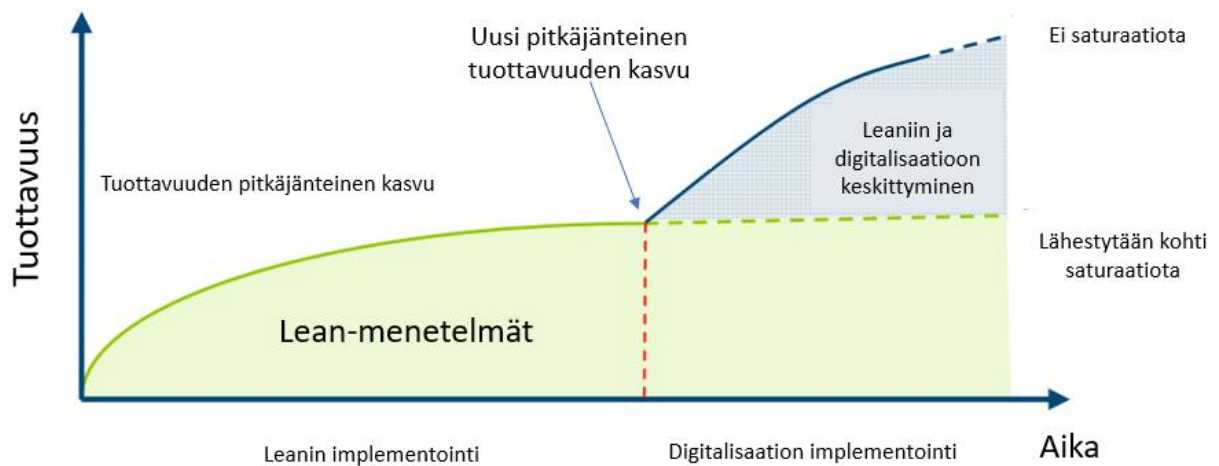 Uusi pitkäjänteinen
tuottavuuden kasvu
Ei saturaatiota
Leaniin ja
digitalisaatioon
keskittyminen
Tuottavuus
Tuottavuuden pitkäjänteinen kasvu
Lähestytään kohti
saturaatiota
Lean-menetelmät
Leanin implementointi
Digitalisaation implementointi
Aika